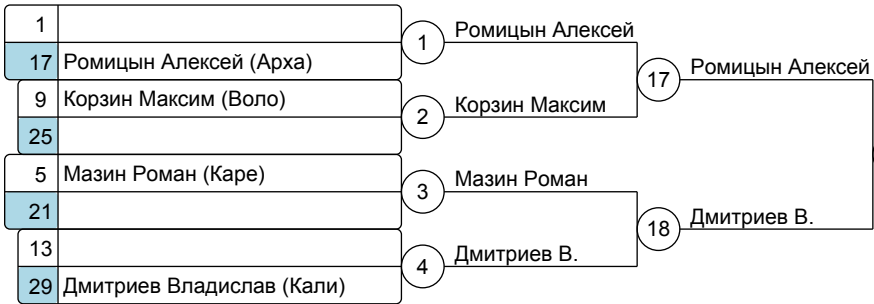 1
17 Ромицын Алексей (Арха)
1
Ромицын Алексей
9 Корзин Максим (Воло)
25
2
Корзин Максим
17
Ромицын Алексей
5 Мазин Роман (Каре)
21
3
Мазин Роман
13
29 Дмитриев Владислав (Кали)
4
Дмитриев В.
18
Дмитриев В.